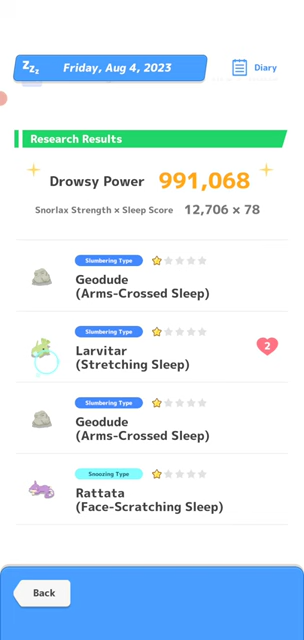 zzz
Friday, Aug 4, 2023
Diary
Research Results
Drowsy Power 991,068
Snorlax Strength × Sleep Score 12,706 × 78
Slumbering Type
Geodude
(Arms-Crossed Sleep)
Slumbering Type
Larvitar
(Stretching Sleep)
2
Slumbering Type
Geodude
(Arms-Crossed Sleep)
Snoozing Type
Rattata
(Face-Scratching Sleep)
Back